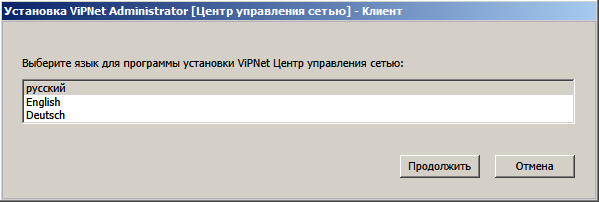 Установка ViPNet Administrator [Центр управления сетью] - Клиент
Выберите язык для программы установки ViPNet Центр управления сетью:
русский
English
Deutsch
Продолжить Отмена